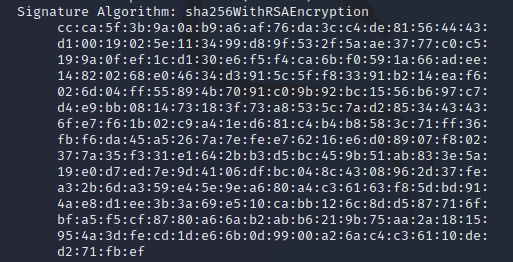 Signature Algorithm: sha256WithRSAEncryption
cc:ca:5f:3b:9a:0a:b9:a6:af:76:da:3c:c4:de:81:56:44:43:
d1:00:19:02:5e:11:34:99:d8:9f:53:2f:5a:ae:37:77:c0:c5:
19:9a:0f:ef:1c:d1:30:e6:f5:f4:ca:6b:f0:59:1a:66:ad:ee:
14:82:02:68:e0:46:34:d3:91:5c:5f:f8:33:91:b2:14:ea:f6:
02:6d:04:ff:55:89:4b:70:91:c0:9b:92:bc:15:56:b6:97:c7:
d4:e9:bb:08:14:73:18:3f:73:a8:53:5c:7a:d2:85:34:43:43:
6f:e7:f6:1b:02:c9:a4:1e:d6:81:c4:b4:b8:58:3c:71:ff:36:
fb:f6:da:45:a5:26:7a:7e:fe:e7:62:16:e6:d0:89:07:f8:02:
37:7a:35:f3:31:e1:64:2b:b3:d5:bc:45:9b:51:ab:83:3e:5a:
19:e0:d7:ed:7e:9d:41:06:df:bc:04:8c:43:08:96:2d:37:fe:
a3:2b:6d:a3:59:e4:5e:9e:a6:80:a4:c3:61:63:f8:5d:bd:91:
4a:e8:d1:ee:3b:3a:69:e5:10:ca:bb:12:6c:8d:d5:87:71:6f:
bf:a5:f5:cf:87:80:a6:6a:b2:ab:b6:21:9b:75:aa:2a:18:15:
95:4a:3d:fe:cd:1d:e6:6b:0d:99:00:a2:6a:c4:c3:61:10:de:
d2:71:fb:ef